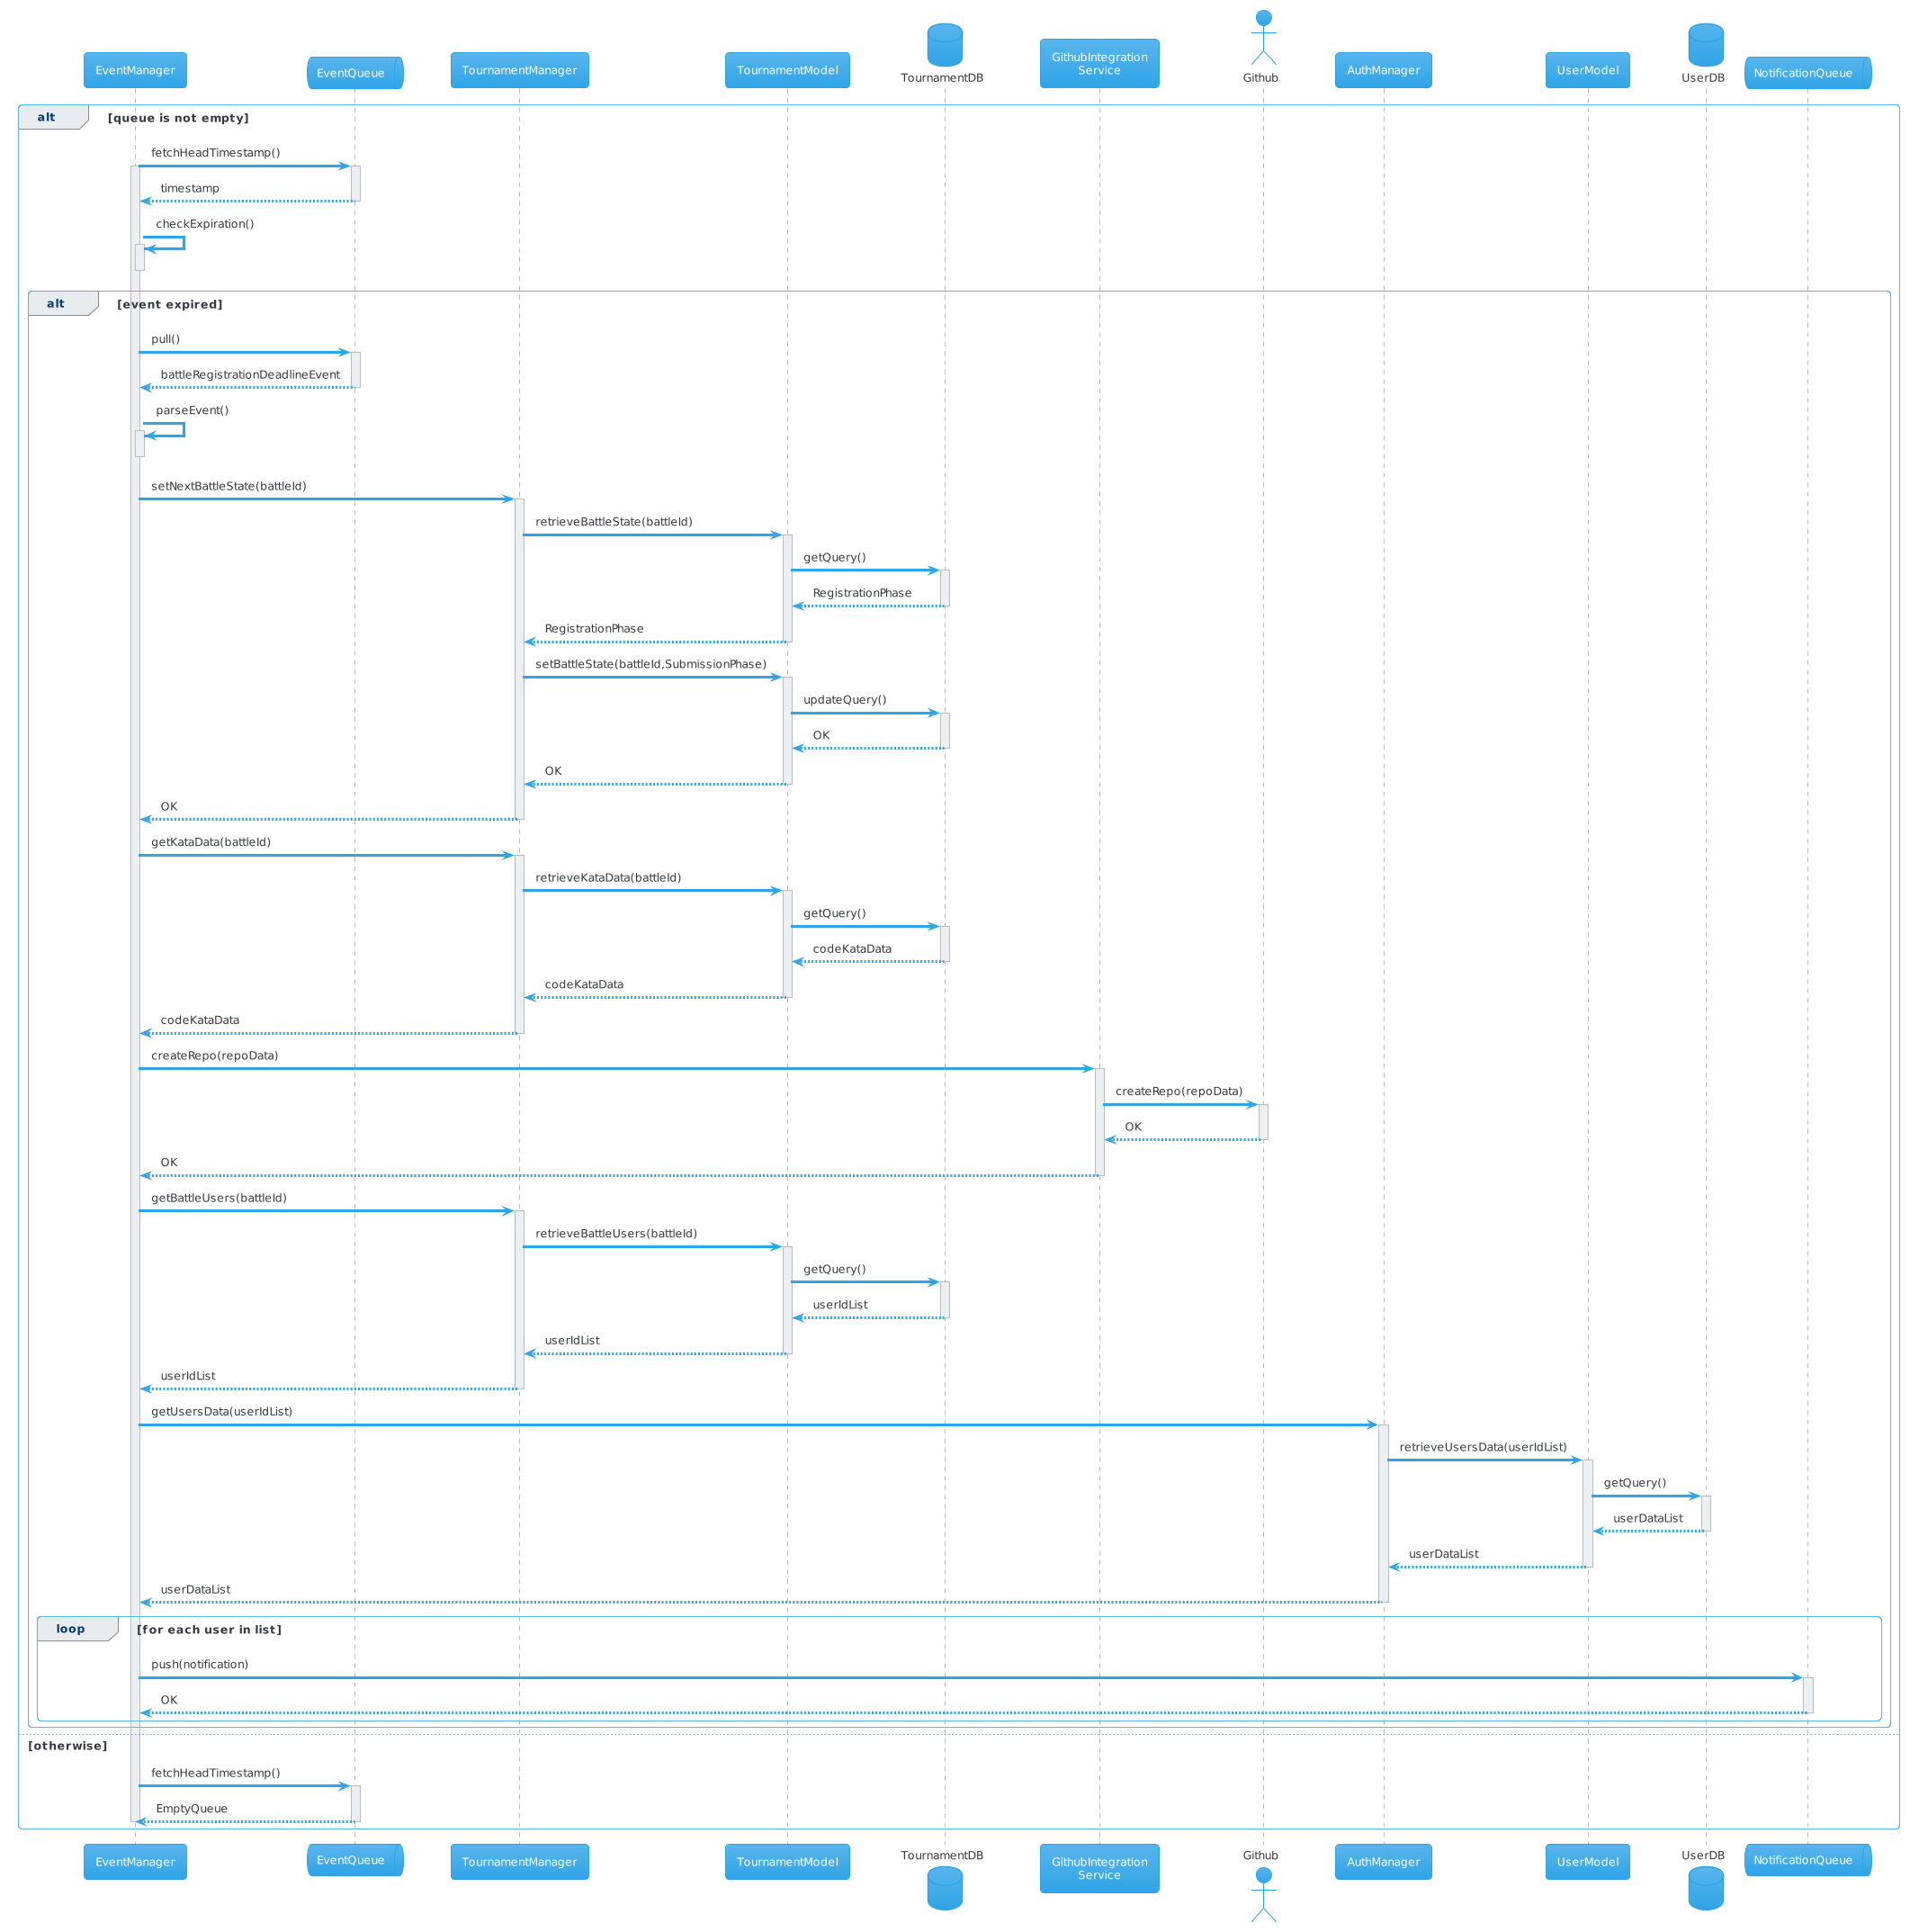 EventManager
EventQueue
TournamentManager
TournamentModel
TournamentDB
GithubIntegration
Service
Github
AuthManager
UserModel
UserDB
NotificationQueue
alt [queue is not empty]
fetchHeadTimestamp()
timestamp
checkExpiration()
alt [event expired]
pull()
battleRegistrationDeadlineEvent
parseEvent()
setNextBattleState(battleId)
retrieveBattleState(battleId)
getQuery()
RegistrationPhase
RegistrationPhase
setBattleState(battleId,SubmissionPhase)
updateQuery()
OK
OK
OK
getKataData(battleId)
retrieveKataData(battleId)
getQuery()
codeKataData
codeKataData
codeKataData
createRepo(repoData)
createRepo(repoData)
OK
OK
getBattleUsers(battleId)
retrieveBattleUsers(battleId)
getQuery()
userIdList
userIdList
userIdList
getUsersData(userIdList)
retrieveUsersData(userIdList)
getQuery()
userDataList
userDataList
userDataList
loop [for each user in list]
push(notification)
OK
[otherwise]
fetchHeadTimestamp()
EmptyQueue
EventManager
EventQueue
TournamentManager
TournamentModel
TournamentDB
GithubIntegration
Service
Github
AuthManager
UserModel
UserDB
NotificationQueue